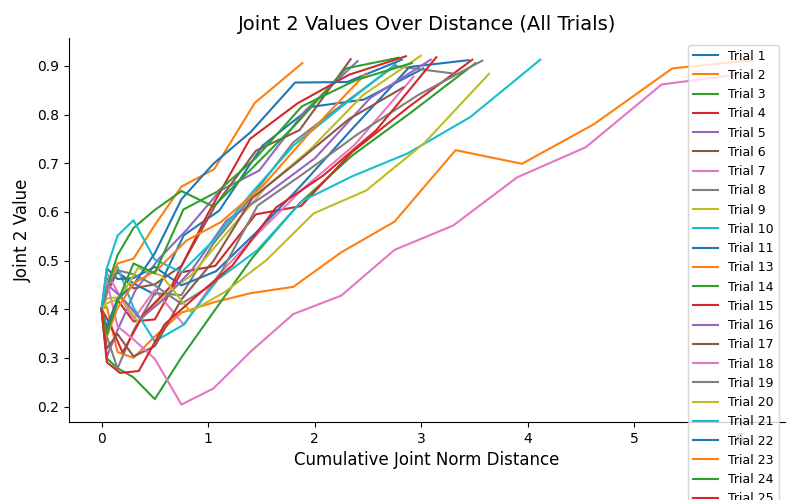 Joint 2 Values Over Distance (All Trials)
Joint 2 Value
0.9
0.8
0.7
0.6
0.5
0.4
0.3
0.2
0
1
2
3
4
5
Cumulative Joint Norm Distance
Trial 1
Trial 2
Trial 3
Trial 4
Trial 5
Trial 6
Trial 7
Trial 8
Trial 9
Trial 10
Trial 11
Trial 13
Trial 14
Trial 15
Trial 16
Trial 17
Trial 18
Trial 19
Trial 20
Trial 21
Trial 22
Trial 23
Trial 24
Trial 25